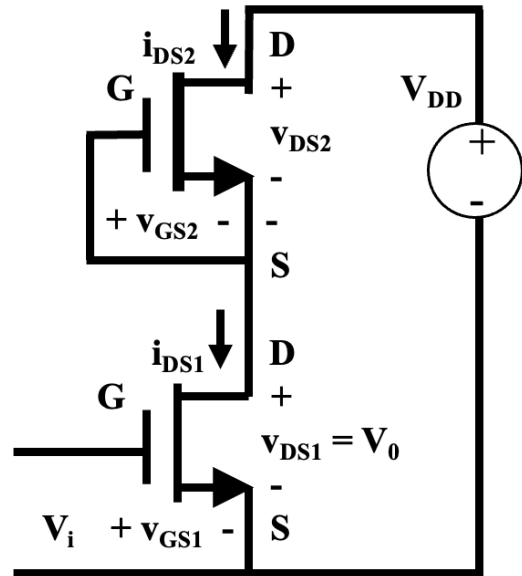 iDS2 D
G + VDD
vDS2 +
- -
+ vGS2 - -
S
iDS1 D
G +
vDS1 = V0
-
Vi + vGS1 - S